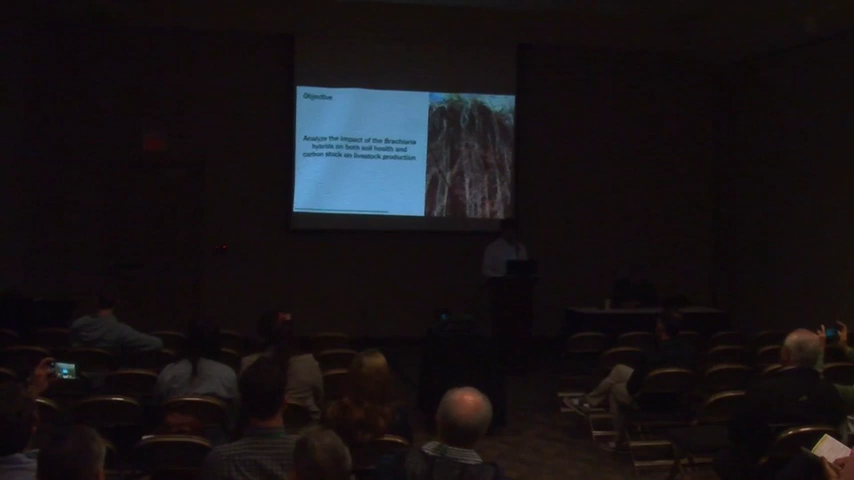 Objective
Analyze the impact of the Brachiaria
hybrids on both soil health and
carbon stock on livestock production